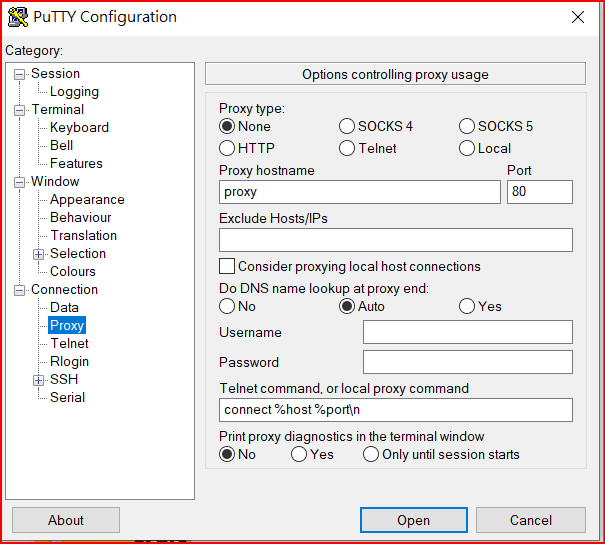 PuTTY Configuration
Category:
Session
Logging
Terminal
Keyboard
Bell
Features
Window
Appearance
Behaviour
Translation
Selection
Colours
Connection
Data
Proxy
Telnet
Rlogin
SSH
Serial
Options controlling proxy usage
Proxy type:
None SOCKS 4 SOCKS 5
HTTP Telnet Local
Proxy hostname Port
proxy 80
Exclude Hosts/IPs
Consider proxying local host connections
Do DNS name lookup at proxy end:
No Auto Yes
Username
Password
Telnet command, or local proxy command
connect %host %port\n
Print proxy diagnostics in the terminal window
No Yes Only until session starts
About Open Cancel